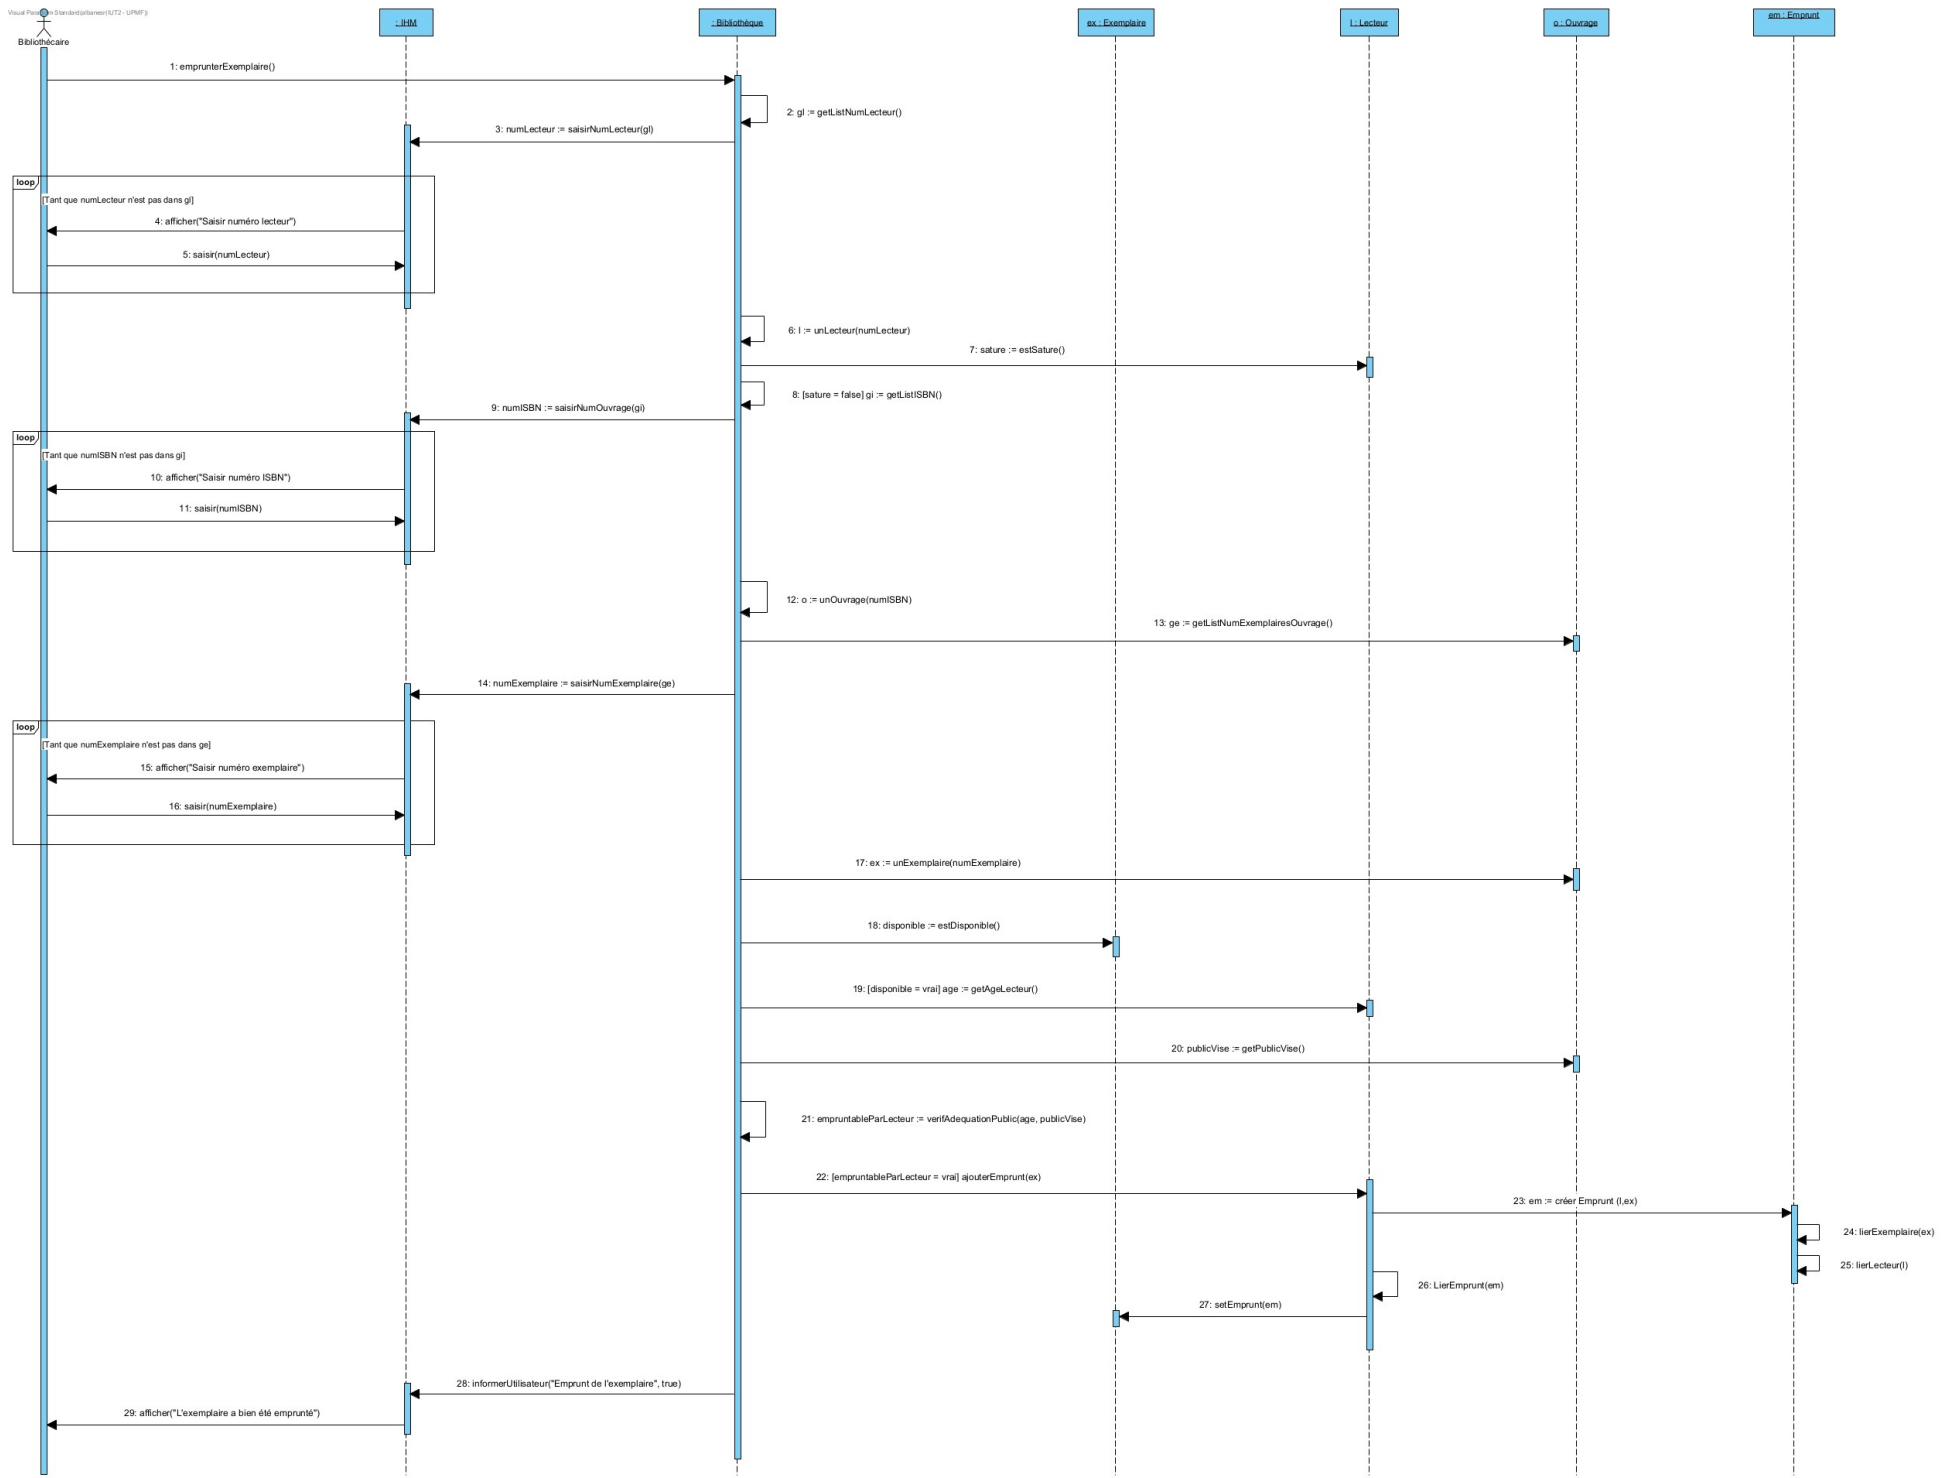 Visual Paradigm Standard(albanesr(IUT2 - UPMF))
Bibliothécaire
: IHM
: Bibliothèque
ex : Exemplaire
l : Lecteur
o : Ouvrage
em : Emprunt
1: emprunterExemplaire()
2: gl := getListNumLecteur()
3: numLecteur := saisirNumLecteur(gl)
loop
[Tant que numLecteur n'est pas dans gl]
4: afficher("Saisir numéro lecteur")
5: saisir(numLecteur)
6: l := unLecteur(numLecteur)
7: sature := estSature()
8: [sature = false] gi := getListISBN()
9: numISBN := saisirNumOuvrage(gi)
loop
[Tant que numISBN n'est pas dans gi]
10: afficher("Saisir numéro ISBN")
11: saisir(numISBN)
12: o := unOuvrage(numISBN)
13: ge := getListNumExemplairesOuvrage()
14: numExemplaire := saisirNumExemplaire(ge)
loop
[Tant que numExemplaire n'est pas dans ge]
15: afficher("Saisir numéro exemplaire")
16: saisir(numExemplaire)
17: ex := unExemplaire(numExemplaire)
18: disponible := estDisponible()
19: [disponible = vrai] age := getAgeLecteur()
20: publicVise := getPublicVise()
21: empruntableParLecteur := verifAdequationPublic(age, publicVise)
22: [empruntableParLecteur = vrai] ajouterEmprunt(ex)
23: em := créer Emprunt (l,ex)
24: lierExemplaire(ex)
25: lierLecteur(l)
26: LierEmprunt(em)
27: setEmprunt(em)
28: informerUtilisateur("Emprunt de l'exemplaire", true)
29: afficher("L'exemplaire a bien été emprunté")